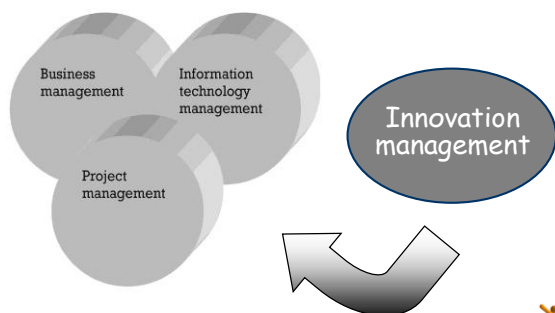 Business
management
Information
technology
management
Project
management
Innovation
management